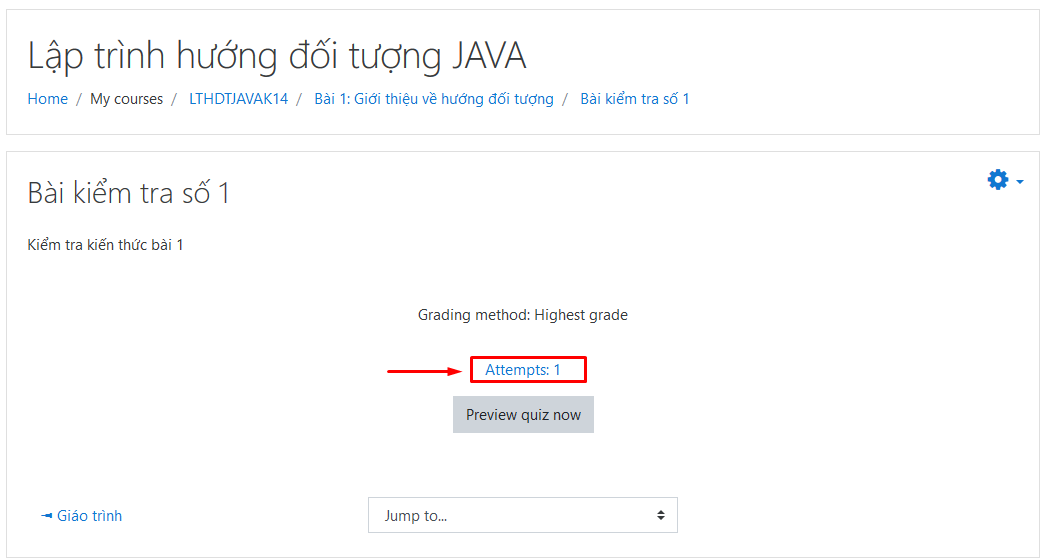 Lập trình hướng đối tượng JAVA
Home / My courses / LTHDTJAVAK14 / Bài 1: Giới thiệu về hướng đối tượng / Bài kiểm tra số 1
Bài kiểm tra số 1
Kiểm tra kiến thức bài 1
Grading method: Highest grade
Attempts: 1
Preview quiz now
◄ Giáo trình
Jump to...